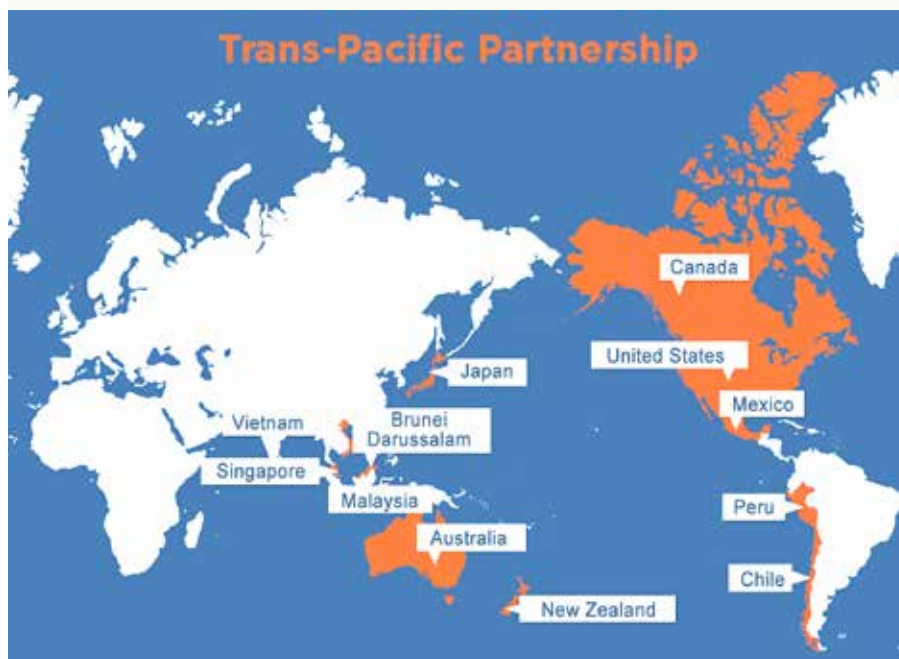 Trans-Pacific Partnership
Canada
United States
Japan
Mexico
Vietnam
Brunei
Darussalam
Singapore
Malaysia
Peru
Australia
Chile
New Zealand